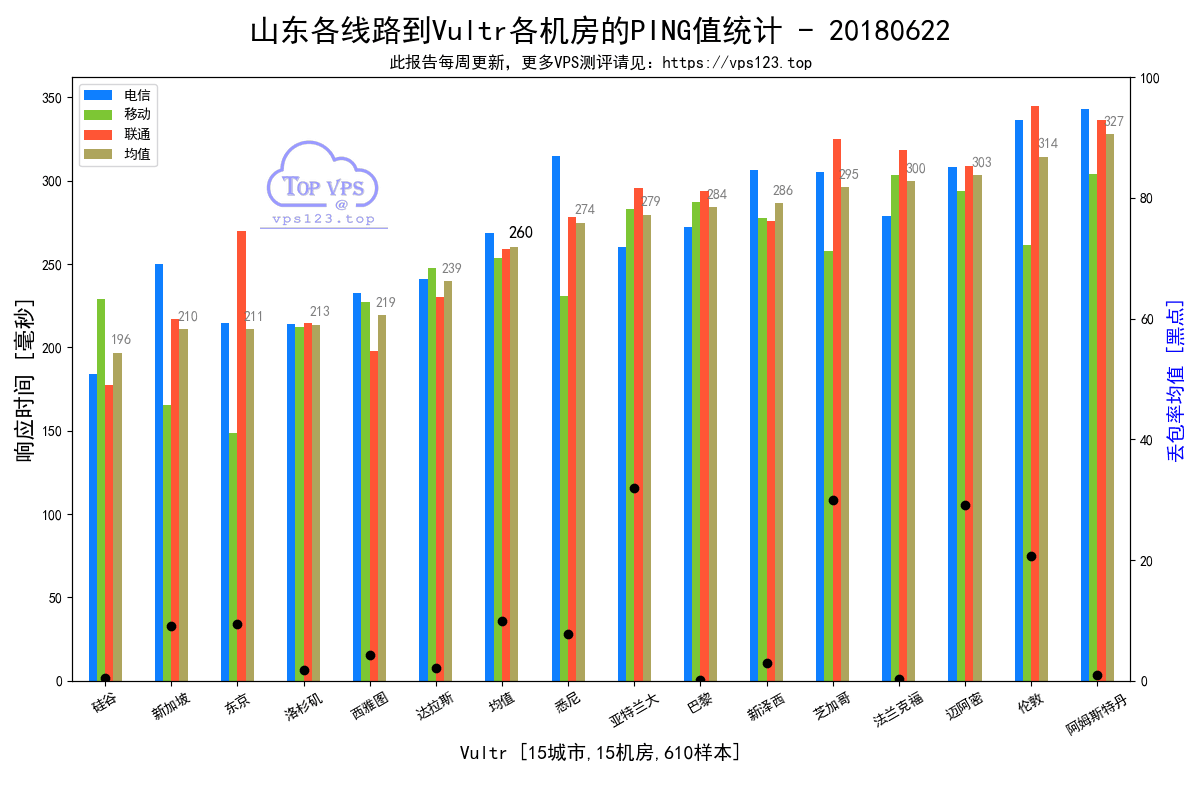 山东各线路到Vultr各机房的PING值统计 - 20180622
此报告每周更新，更多VPS测评请见：https://vps123.top
电信
移动
联通
均值
TOP VPS
@
vps123.top
响应时间 [毫秒]
350
300
250
200
150
100
50
0
196
210
211
213
219
239
260
274
279
284
286
295
300
303
314
327
100
80
60
40
20
0
丢包率均值 [黑点]
硅谷
新加坡
东京
洛杉矶
西雅图
达拉斯
均值
悉尼
亚特兰大
巴黎
新泽西
芝加哥
法兰克福
迈阿密
伦敦
阿姆斯特丹
Vultr [15城市,15机房,610样本]